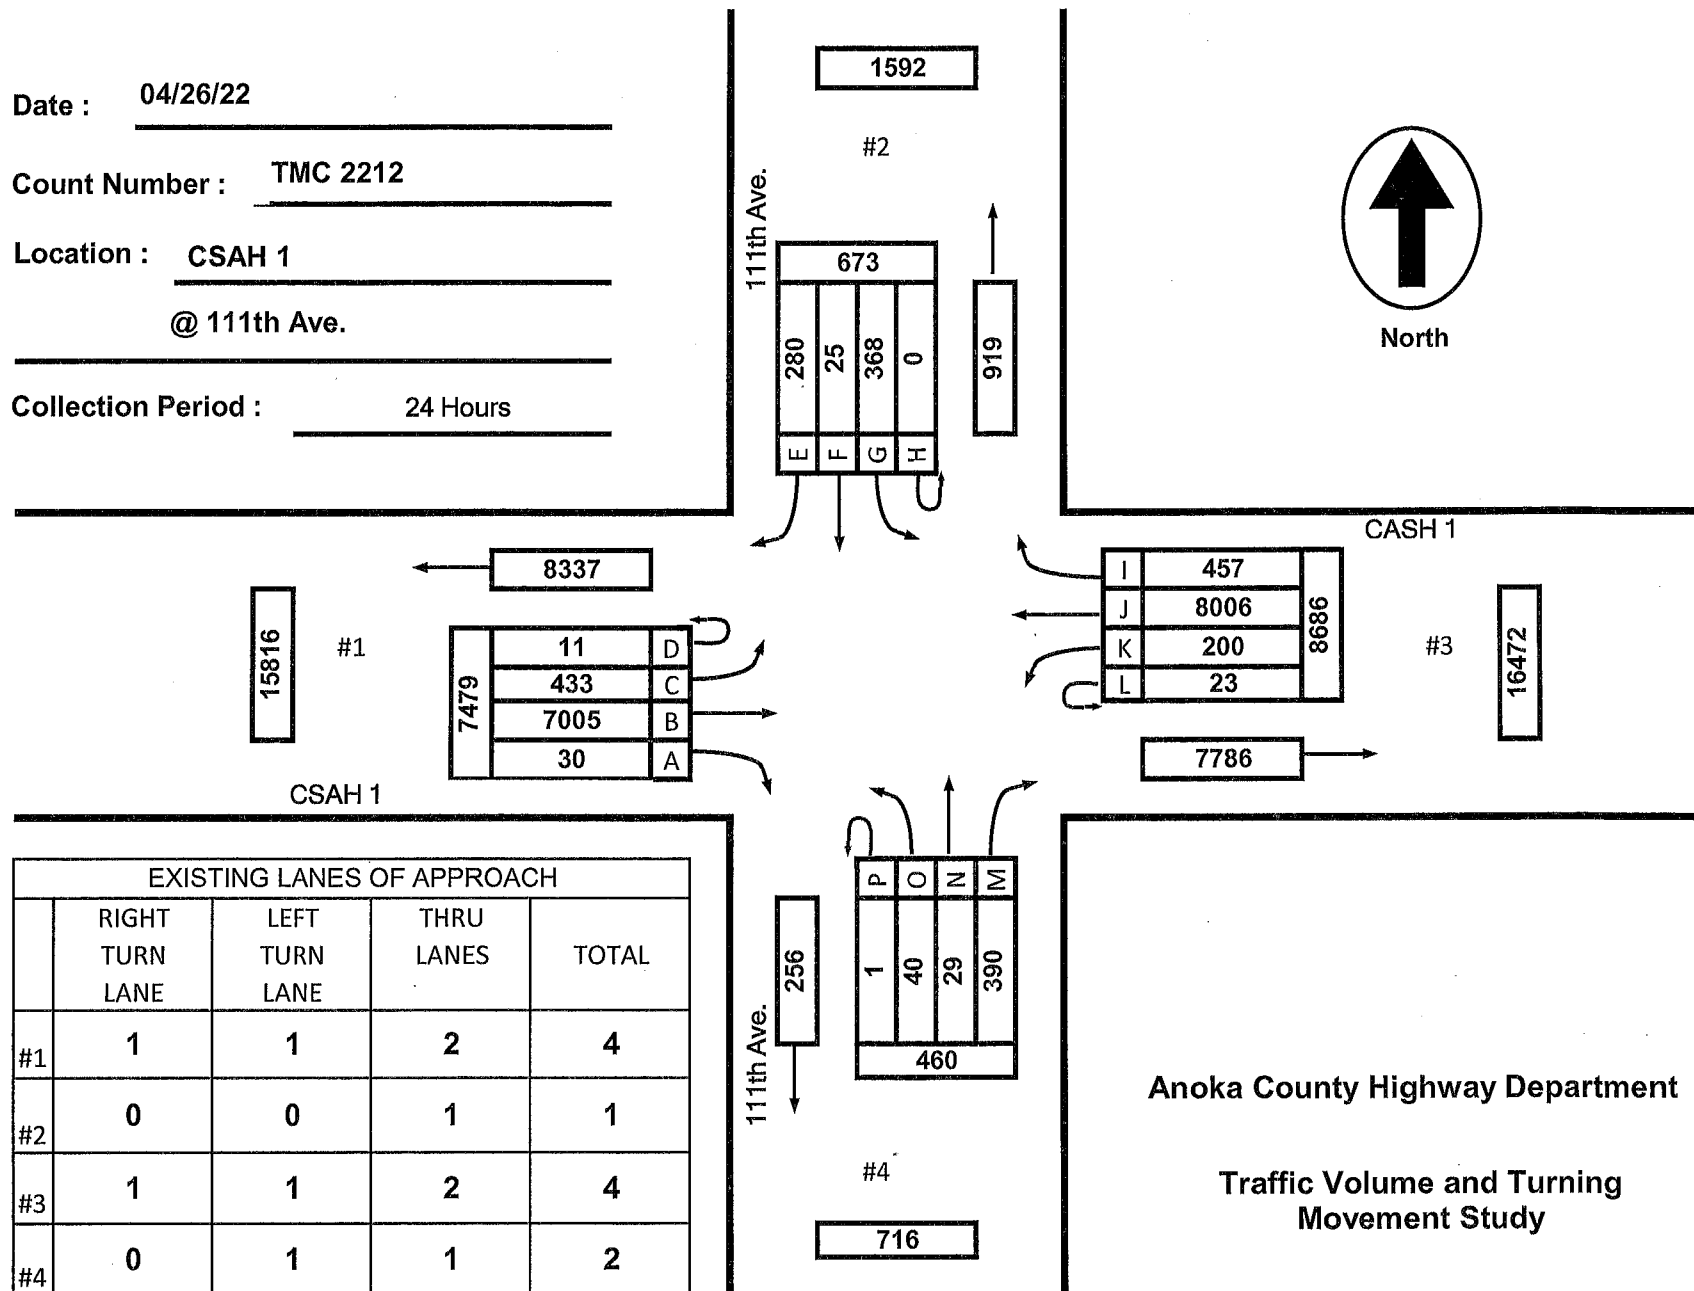 Date : 04/26/22
Count Number : TMC 2212
Location : CSAH 1
@ 111th Ave.
Collection Period : 24 Hours
1592
#2
111th Ave.
673
280 25 368 0
E F G H
919
North
CASH 1
8337
15816
#1
7479
11 D
433 C
7005 B
30 A
CSAH 1
I 457
J 8006
K 200
L 23
8686
#3
16472
7786
P O N M
1 40 29 390
460
256
111th Ave.
#4
716
EXISTING LANES OF APPROACH
RIGHT TURN LANE LEFT TURN LANE THRU LANES TOTAL
#1 1 1 2 4
#2 0 0 1 1
#3 1 1 2 4
#4 0 1 1 2
Anoka County Highway Department
Traffic Volume and Turning
Movement Study